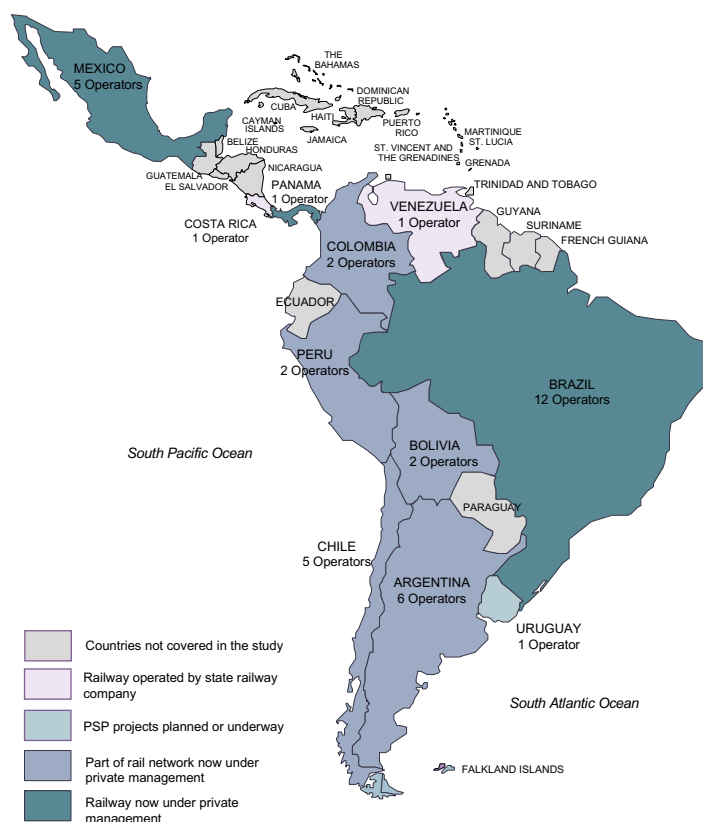 MEXICO
5 Operators
THE
BAHAMAS
DOMINICAN
REPUBLIC
CUBA
CAYMAN
ISLANDS
HAITI
JAMAICA
PUERTO
RICO
MARTINIQUE
ST. LUCIA
ST. VINCENT AND
THE GRENADINES
GRENADA
BELIZE
HONDURAS
GUATEMALA
EL SALVADOR
NICARAGUA
PANAMA
1 Operator
TRINIDAD AND TOBAGO
COSTA RICA
1 Operator
VENEZUELA
1 Operator
GUYANA
SURINAME
FRENCH GUIANA
COLOMBIA
2 Operators
ECUADOR
PERU
2 Operators
BRAZIL
12 Operators
BOLIVIA
2 Operators
South Pacific Ocean
PARAGUAY
CHILE
5 Operators
ARGENTINA
6 Operators
URUGUAY
1 Operator
South Atlantic Ocean
FALKLAND ISLANDS
Countries not covered in the study
Railway operated by state railway
company
PSP projects planned or underway
Part of rail network now under
private management
Railway now under private
management